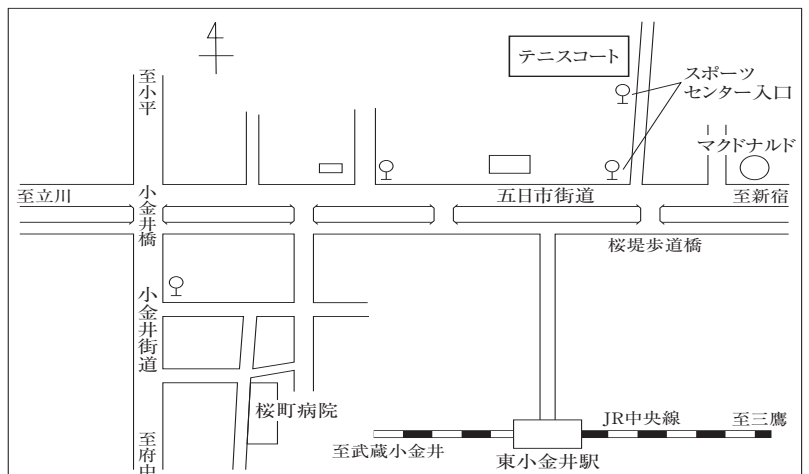 テニスコート
スポーツ
センター入口
マクドナルド
至小平
至立川
小金井橋
五日市街道
至新宿
桜堤歩道橋
小金井街道
桜町病院
JR中央線
至三鷹
至武蔵小金井
東小金井駅
至府中